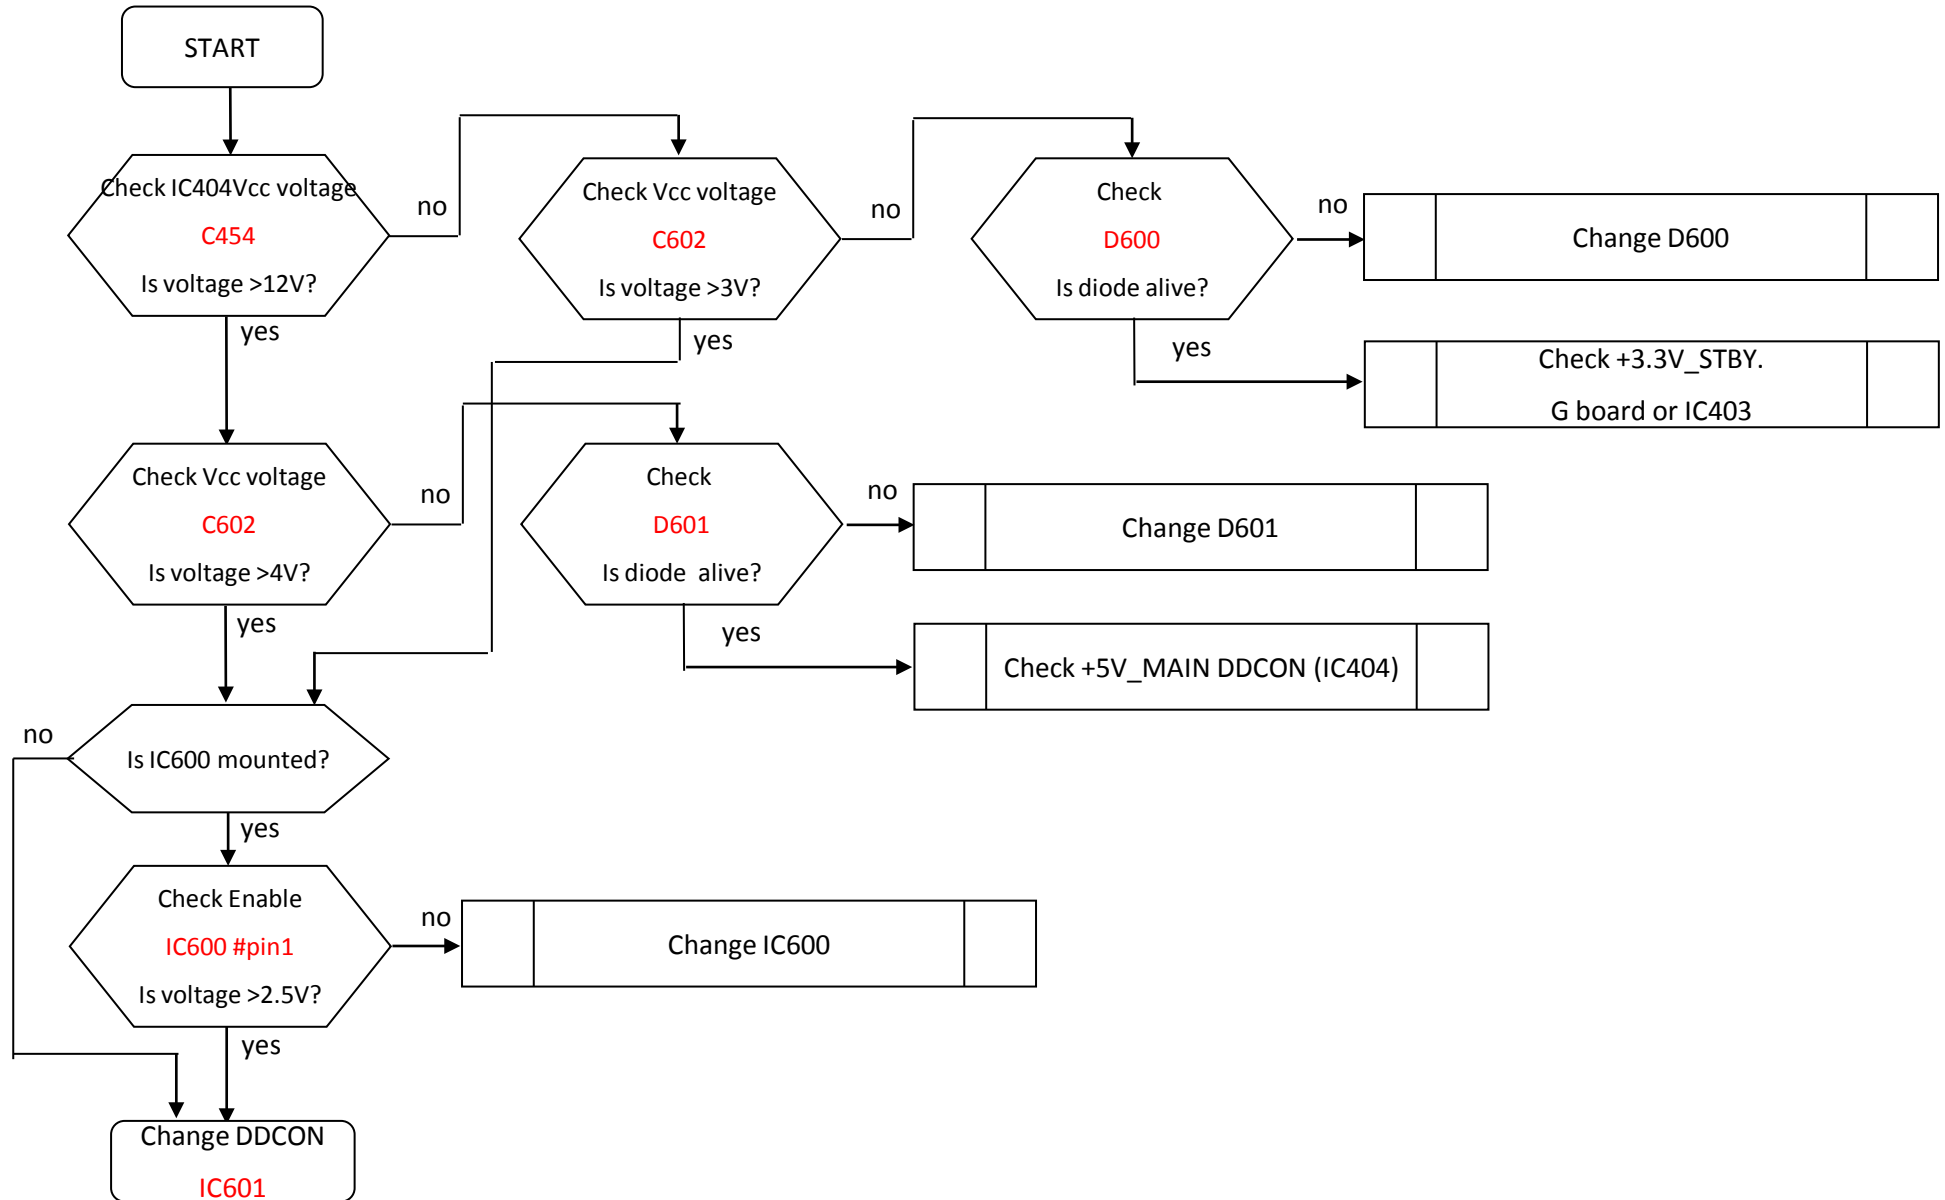 START
Check IC404Vcc voltage
C454
Is voltage >12V?
no
yes
Check Vcc voltage
C602
Is voltage >3V?
no
yes
Check
D600
Is diode alive?
no
yes
Change D600
Check +3.3V_STBY.
G board or IC403
Check Vcc voltage
C602
Is voltage >4V?
no
yes
Check
D601
Is diode  alive?
no
yes
Change D601
Check +5V_MAIN DDCON (IC404)
no
Is IC600 mounted?
yes
Check Enable
IC600 #pin1
Is voltage >2.5V?
no
yes
Change IC600
Change DDCON
IC601